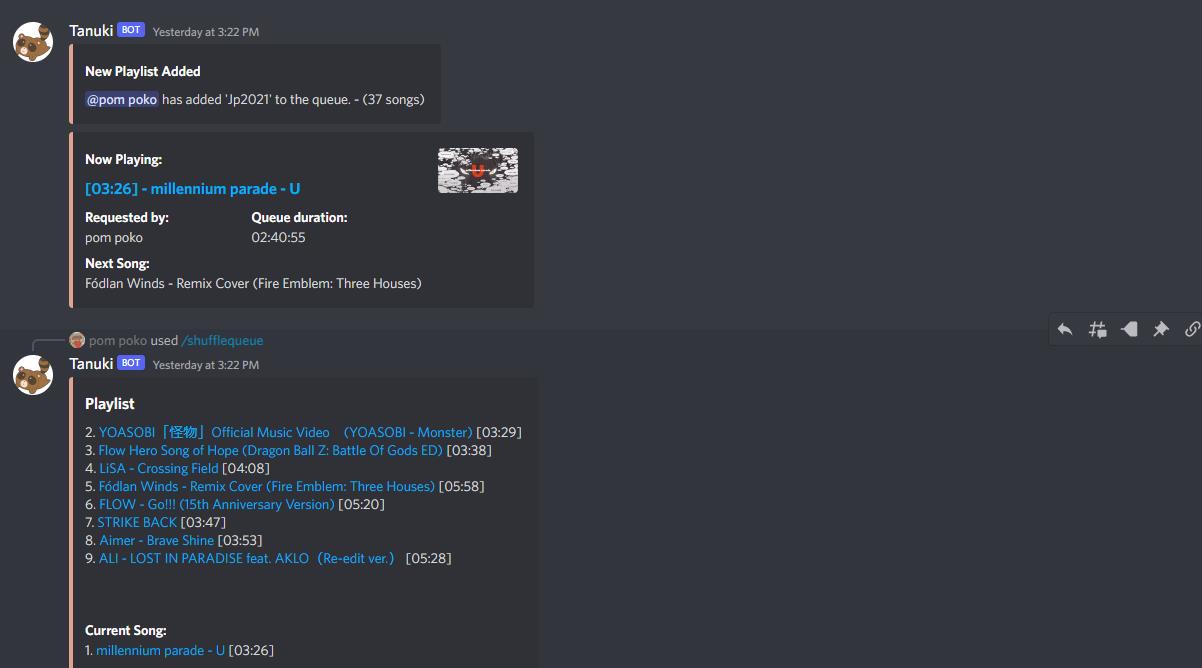 Tanuki BOT Yesterday at 3:22 PM
New Playlist Added
@pom poko has added 'Jp2021' to the queue. - (37 songs)
Now Playing:
[03:26] - millennium parade - U
U
Requested by: Queue duration:
pom poko 02:40:55
Next Song:
Fódlan Winds - Remix Cover (Fire Emblem: Three Houses)
pom poko used /shufflequeue
Tanuki BOT Yesterday at 3:22 PM
Playlist
2. YOASOBI「怪物」Official Music Video　(YOASOBI - Monster) [03:29]
3. Flow Hero Song of Hope (Dragon Ball Z: Battle Of Gods ED) [03:38]
4. LiSA - Crossing Field [04:08]
5. Fódlan Winds - Remix Cover (Fire Emblem: Three Houses) [05:58]
6. FLOW - Go!!! (15th Anniversary Version) [05:20]
7. STRIKE BACK [03:47]
8. Aimer - Brave Shine [03:53]
9. ALI - LOST IN PARADISE feat. AKLO（Re-edit ver.） [05:28]
Current Song:
1. millennium parade - U [03:26]